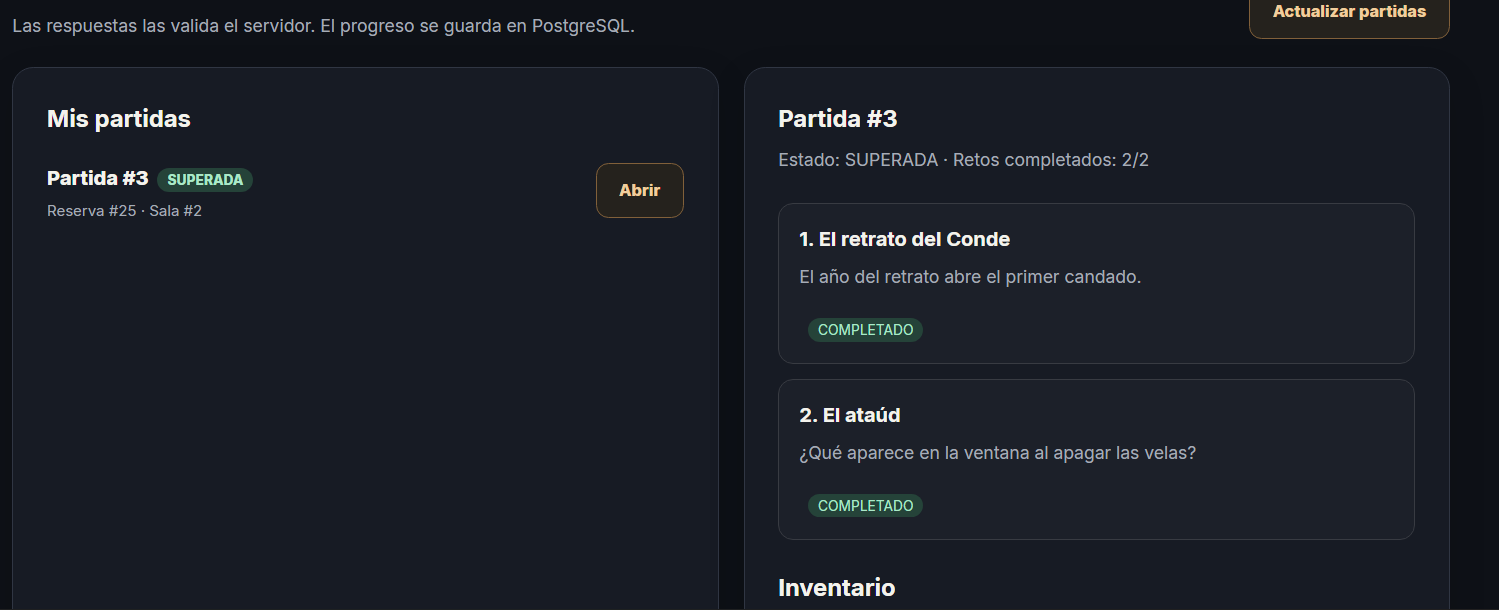 Las respuestas las valida el servidor. El progreso se guarda en PostgreSQL.
Actualizar partidas
Mis partidas
Partida #3 SUPERADA
Reserva #25 · Sala #2
Abrir
Partida #3
Estado: SUPERADA · Retos completados: 2/2
1. El retrato del Conde
El año del retrato abre el primer candado.
COMPLETADO
2. El ataúd
¿Qué aparece en la ventana al apagar las velas?
COMPLETADO
Inventario